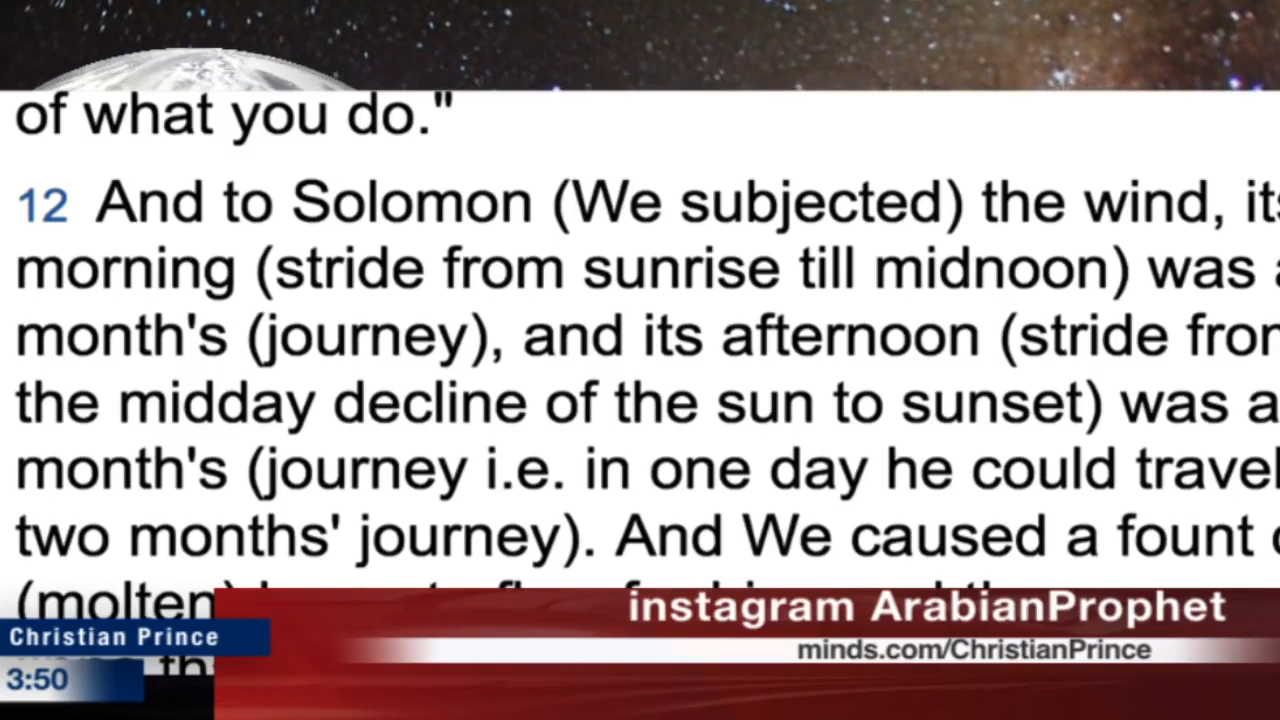 of what you do."
12 And to Solomon (We subjected) the wind,
morning (stride from sunrise till midnoon) was
month's (journey), and its afternoon (stride
the midday decline of the sun to sunset) was a
month's (journey i.e. in one day he could travel
two months' journey). And We caused a fount
(molten)
instagram ArabianProphet
Christian Prince
minds.com/ChristianPrince
3:50